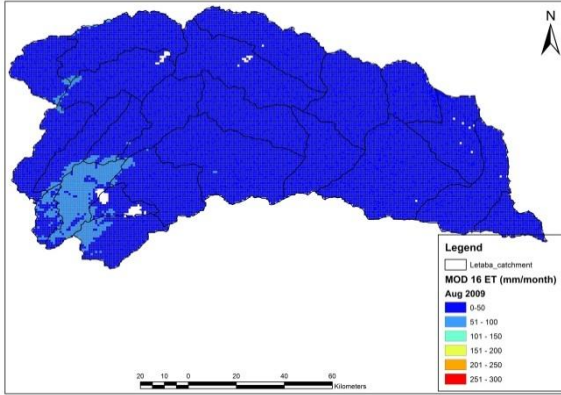 N
Legend
Letaba_catchment
MOD 16 ET (mm/month)
Aug 2009
0-50
51 - 100
101 - 150
151 - 200
201 - 250
251 - 300
20 10 0 20 40 60
Kilometers